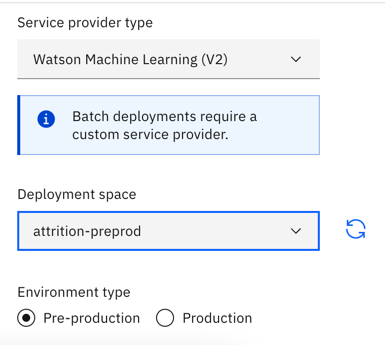 Service provider type
Watson Machine Learning (V2)
Batch deployments require a
custom service provider.
Deployment space
attrition-preprod
Environment type
Pre-production Production